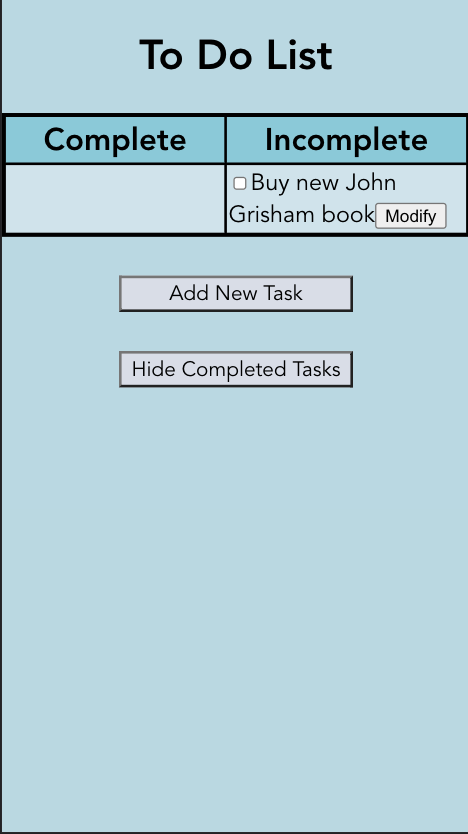 To Do List
Complete
Incomplete
Buy new John
Grisham book Modify
Add New Task
Hide Completed Tasks